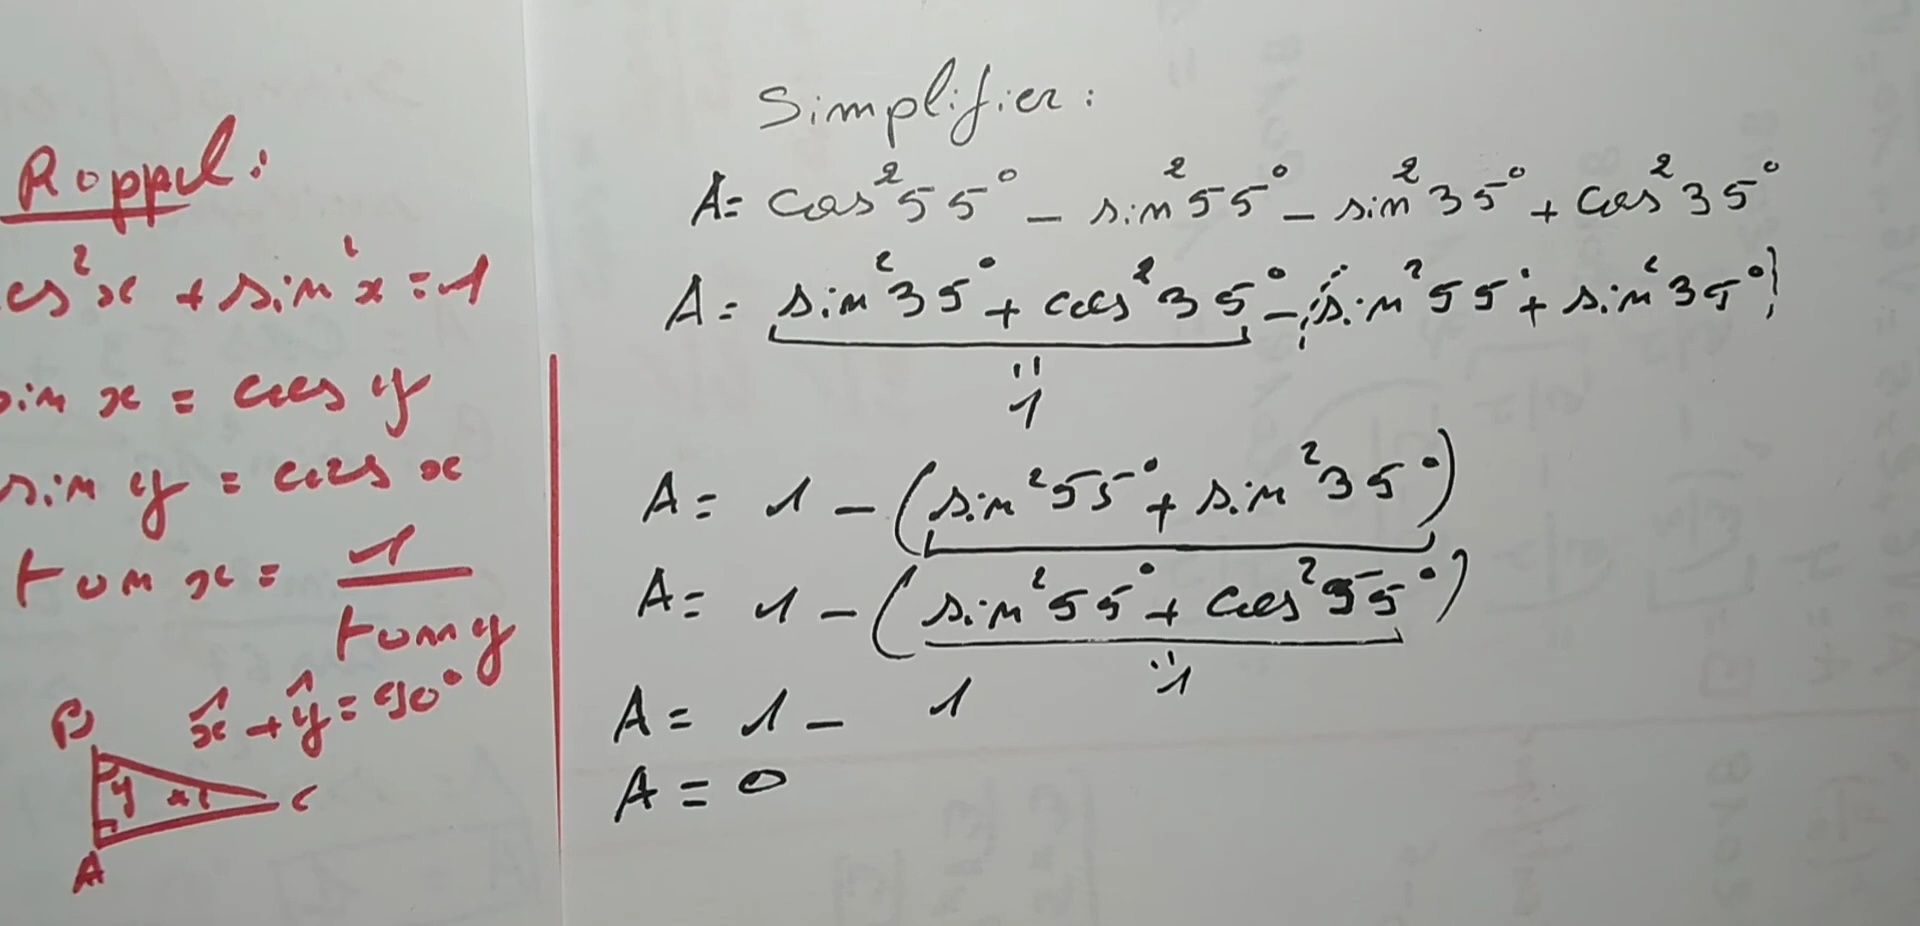 Rappel:
cos²x + sin²x = 1
sin x = cos y
sin y = cos x
tan x = 1 / tan y
x̂ + ŷ = 90°
B
y x C
A
Simplifier:
A = cos²55° - sin²55° - sin²35° + cos²35°
A = sin²35° + cos²35° - (sin²55° + sin²35°)
"
1
A = 1 - (sin²55° + sin²35°)
A = 1 - (sin²55° + cos²55°)
" 1
A = 1 - 1
A = 0